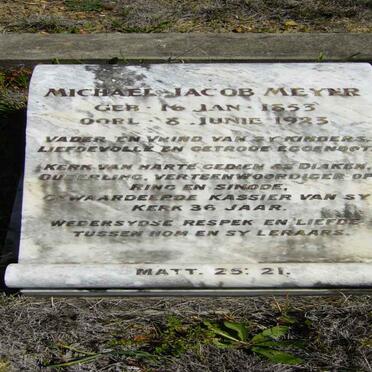 MICHAEL JACOB MEYER
GEB. 16 JAN. 1853
OORL. 8 JUNIE 1923
VADER EN VRIND VAN SY KINDERS,
LIEFDEVOLLE EN GETROUE EGGENOOT.
KERK VAN HARTE GEDIEN AS DIAKEN,
OUDERLING, VERTEENWOORDIGER OP
RING EN SINODE,
GEWAARDEERDE KASSIER VAN SY
KERK 36 JAAR.
WEDERSYDSE RESPEK EN LIEFDE
TUSSEN HOM EN SY LERAARS.
MATT. 25: 21.